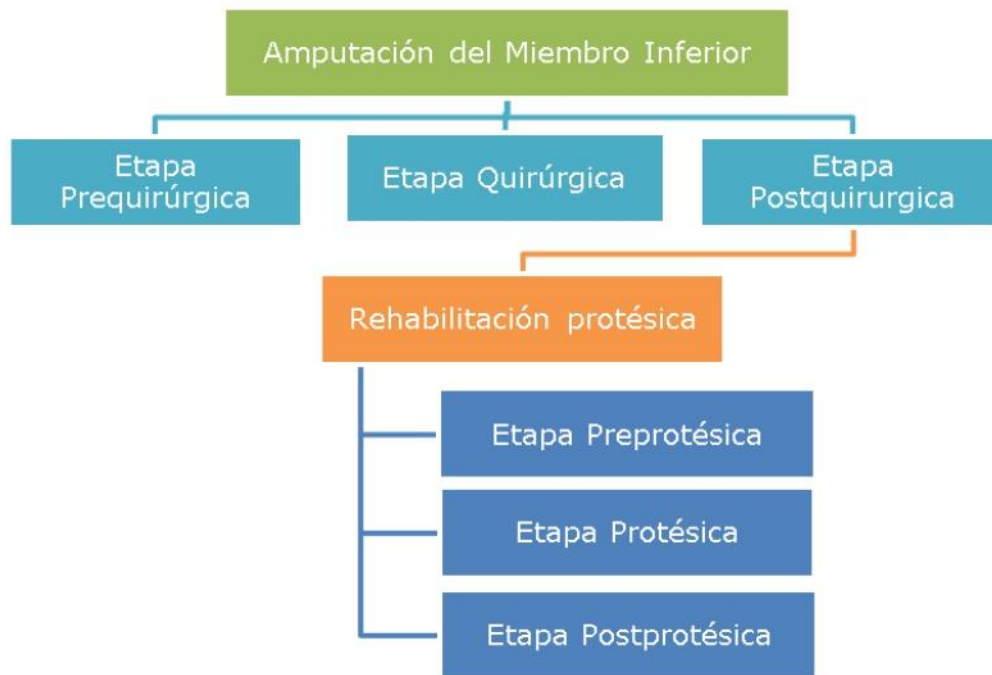 Amputación del Miembro Inferior
Etapa
Prequirúrgica
Etapa Quirúrgica
Etapa
Postquirurgica
Rehabilitación protésica
Etapa Preprotésica
Etapa Protésica
Etapa Postprotésica